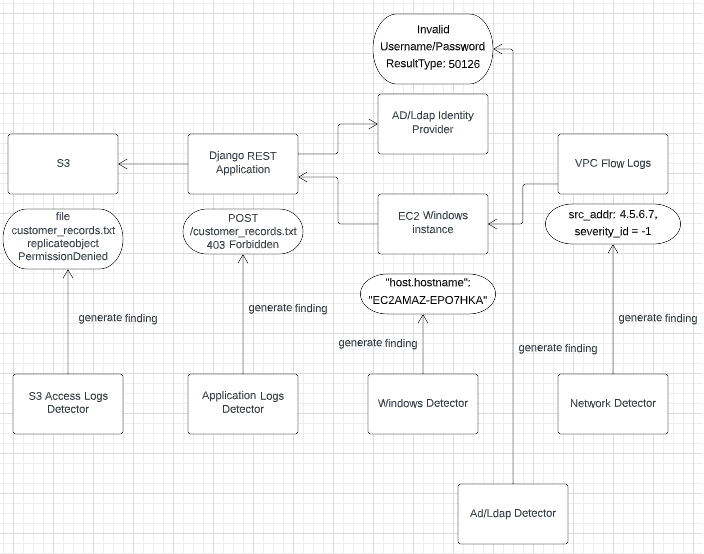 Invalid
Username/Password
ResultType: 50126
AD/Ldap Identity
Provider
S3
Django REST
Application
VPC Flow Logs
EC2 Windows
instance
file
customer_records.txt
replicateobject
PermissionDenied
POST
/customer_records.txt
403 Forbidden
src_addr: 4.5.6.7,
severity_id = -1
"host.hostname":
"EC2AMAZ-EPO7HKA"
generate finding
generate finding
generate finding
generate finding
generate finding
S3 Access Logs
Detector
Application Logs
Detector
Windows Detector
Network Detector
Ad/Ldap Detector